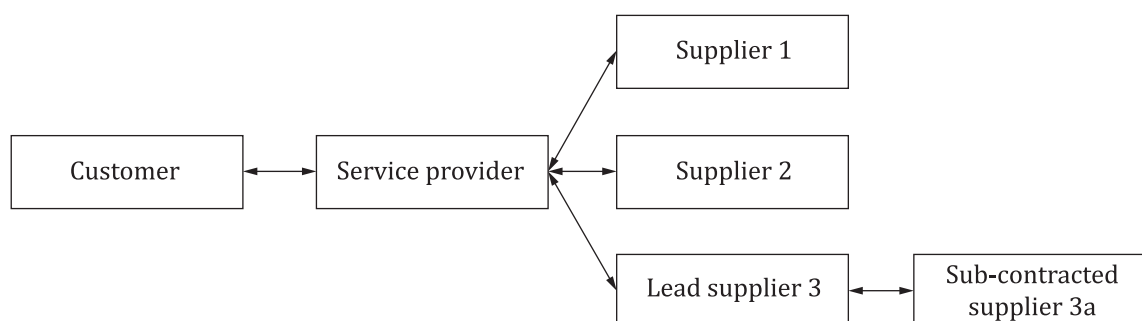 Supplier 1
Customer
Service provider
Supplier 2
Lead supplier 3
Sub-contracted
supplier 3a